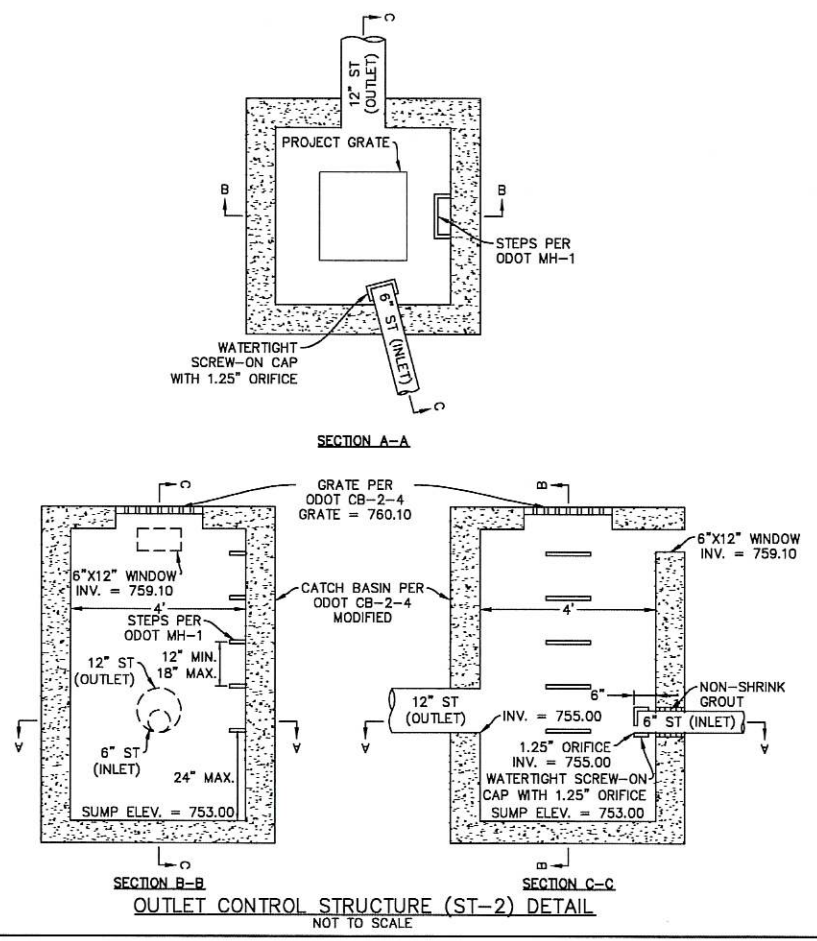 C
12" ST
(OUTLET)
PROJECT GRATE
B
B
STEPS PER
ODOT MH-1
6" ST (INLET)
WATERTIGHT
SCREW-ON CAP
WITH 1.25" ORIFICE
C
SECTION A-A
C
GRATE PER
ODOT CB-2-4
GRATE = 760.10
B
6"X12" WINDOW
INV. = 759.10
6"X12" WINDOW
INV. = 759.10
CATCH BASIN PER
ODOT CB-2-4
MODIFIED
4'
4'
STEPS PER
ODOT MH-1
12" MIN.
18" MAX.
12" ST
(OUTLET)
6" ST
(INLET)
A
A
24" MAX.
SUMP ELEV. = 753.00
C
SECTION B-B
12" ST
(OUTLET)
6"
NON-SHRINK
GROUT
INV. = 755.00
6" ST (INLET)
A
A
1.25" ORIFICE
INV. = 755.00
WATERTIGHT SCREW-ON
CAP WITH 1.25" ORIFICE
SUMP ELEV. = 753.00
B
SECTION C-C
OUTLET CONTROL STRUCTURE (ST-2) DETAIL
NOT TO SCALE